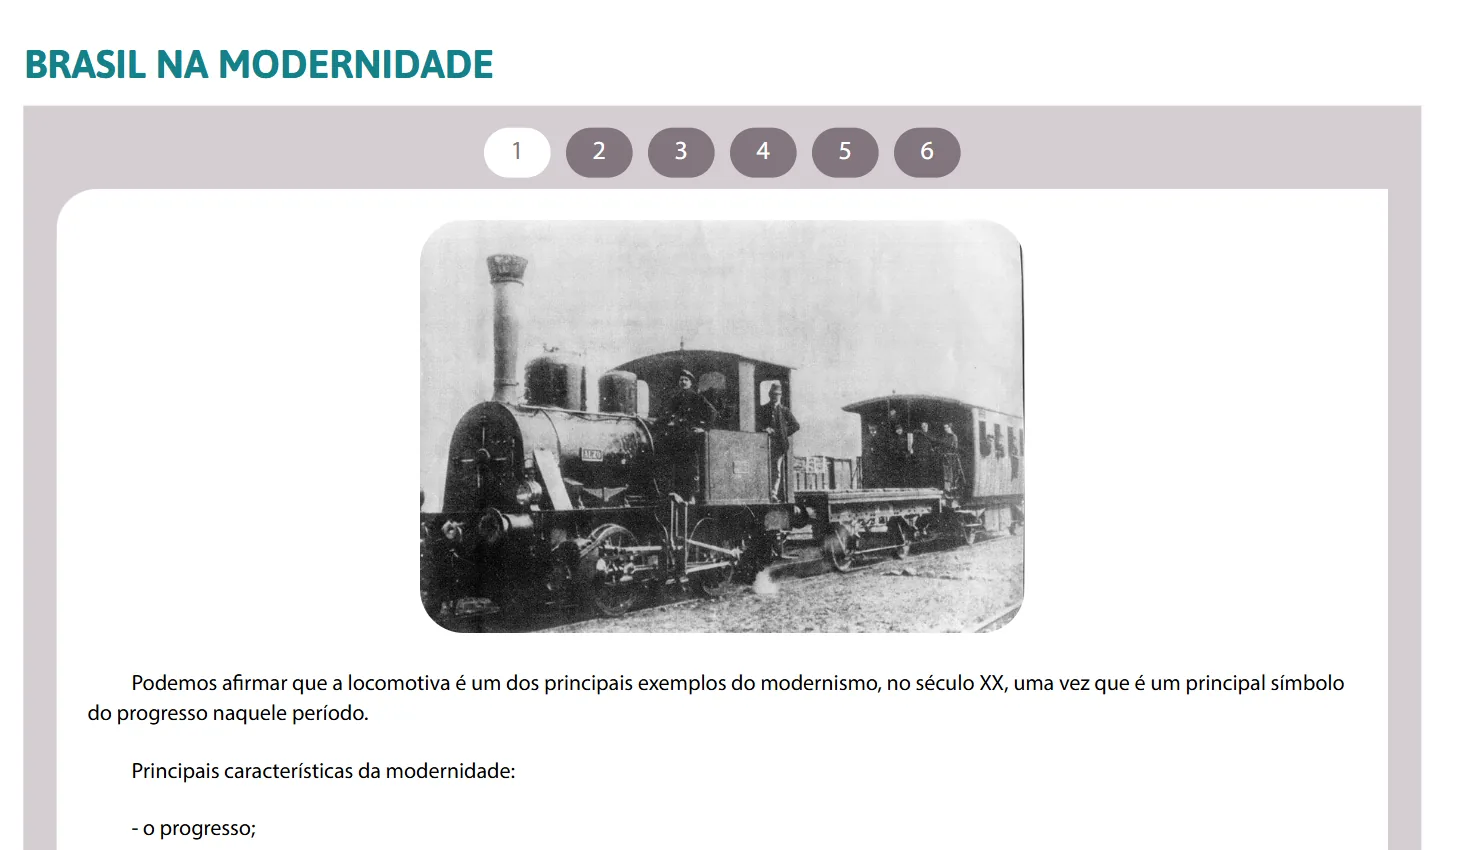 BRASIL NA MODERNIDADE
1 2 3 4 5 6
Podemos afirmar que a locomotiva é um dos principais exemplos do modernismo, no século XX, uma vez que é um principal símbolo
do progresso naquele período.
Principais características da modernidade:
- o progresso;